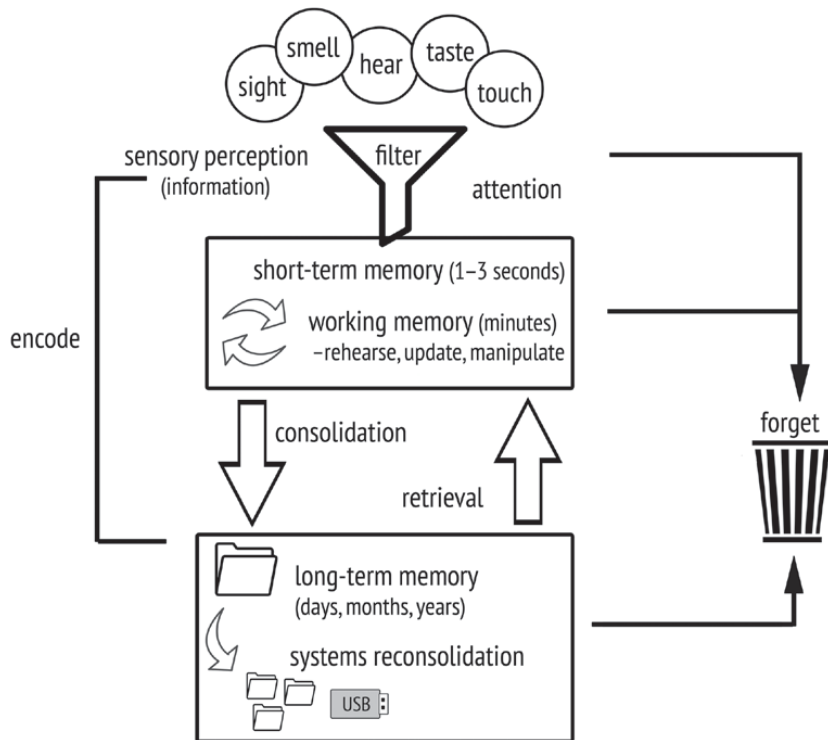 smell
taste
hear
sight
touch
filter
sensory perception
(information)
attention
short-term memory (1–3 seconds)
working memory (minutes)
–rehearse, update, manipulate
encode
forget
consolidation
retrieval
long-term memory
(days, months, years)
systems reconsolidation
USB